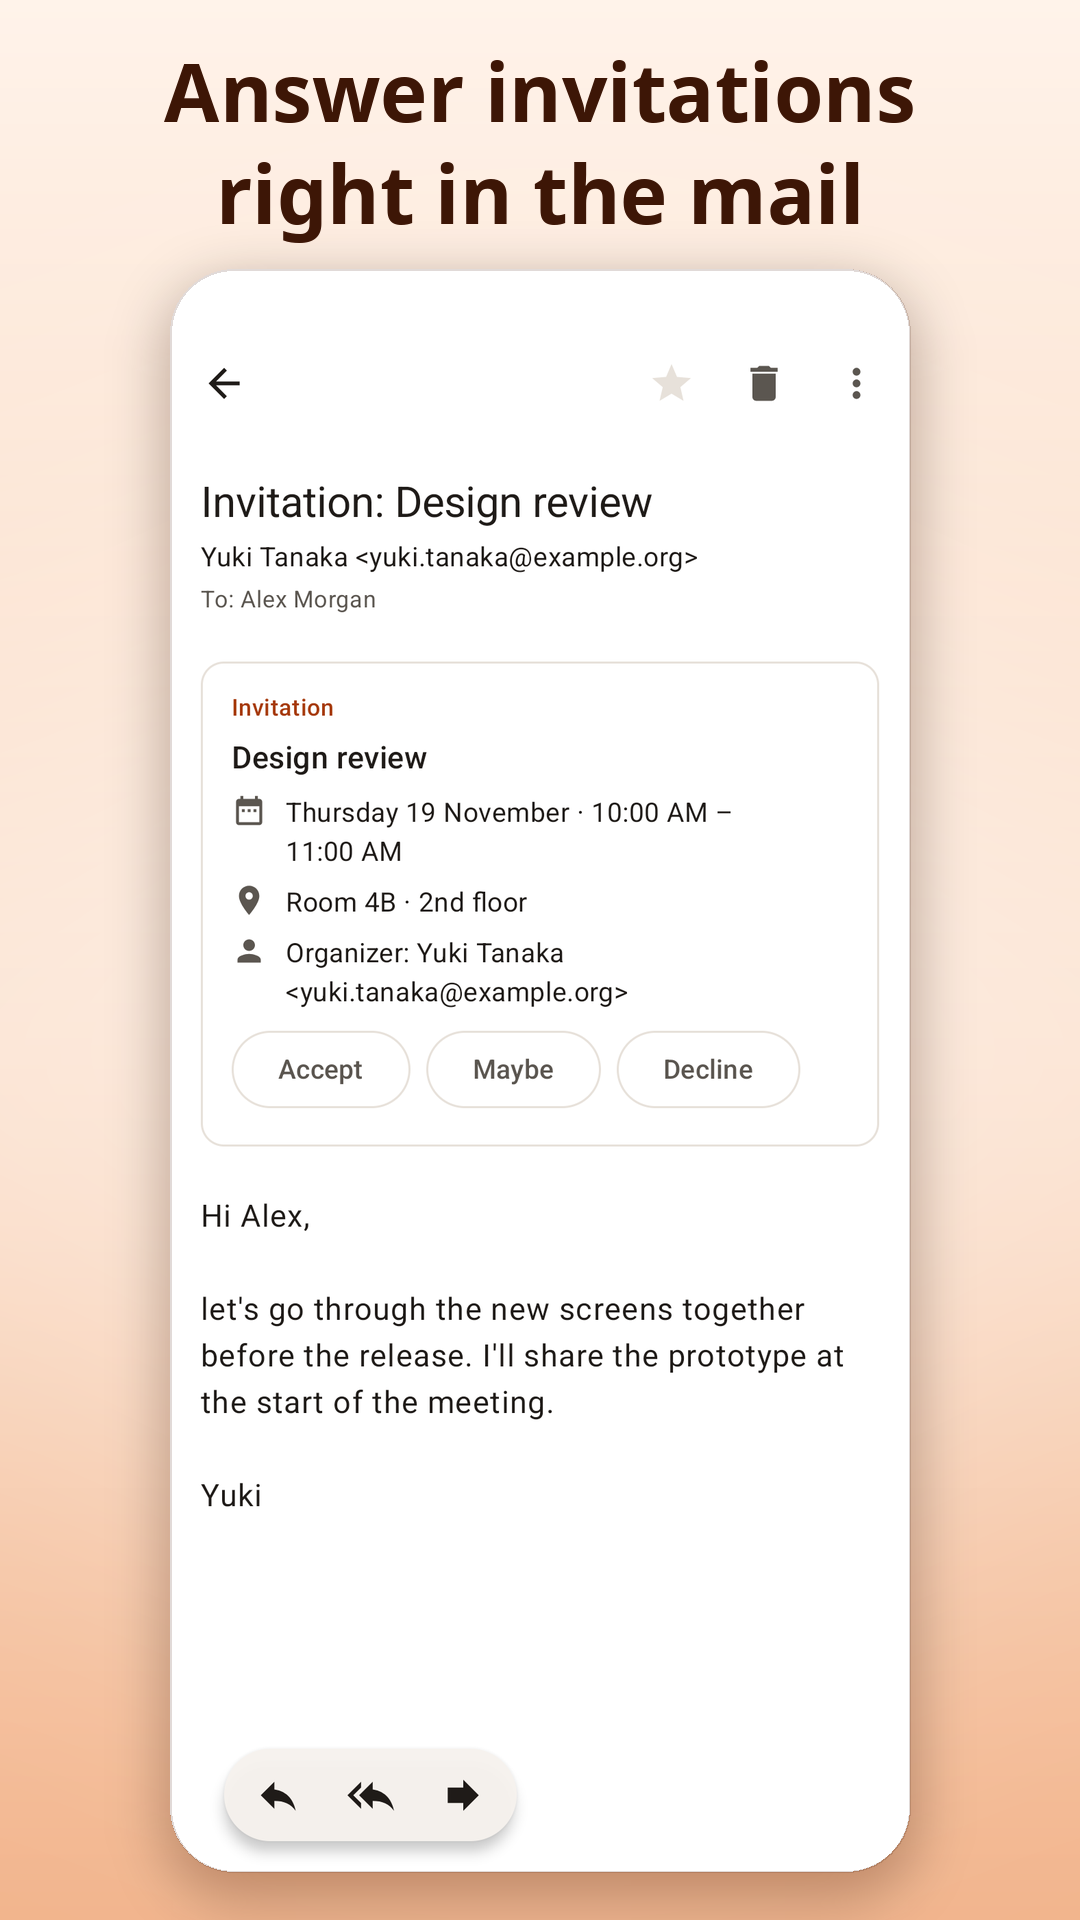 Answer invitations
right in the mail
Invitation: Design review
Yuki Tanaka <yuki.tanaka@example.org>
To: Alex Morgan
Invitation
Design review
Thursday 19 November · 10:00 AM –
11:00 AM
Room 4B · 2nd floor
Organizer: Yuki Tanaka
<yuki.tanaka@example.org>
Accept Maybe Decline
Hi Alex,
let's go through the new screens together
before the release. I'll share the prototype at
the start of the meeting.
Yuki